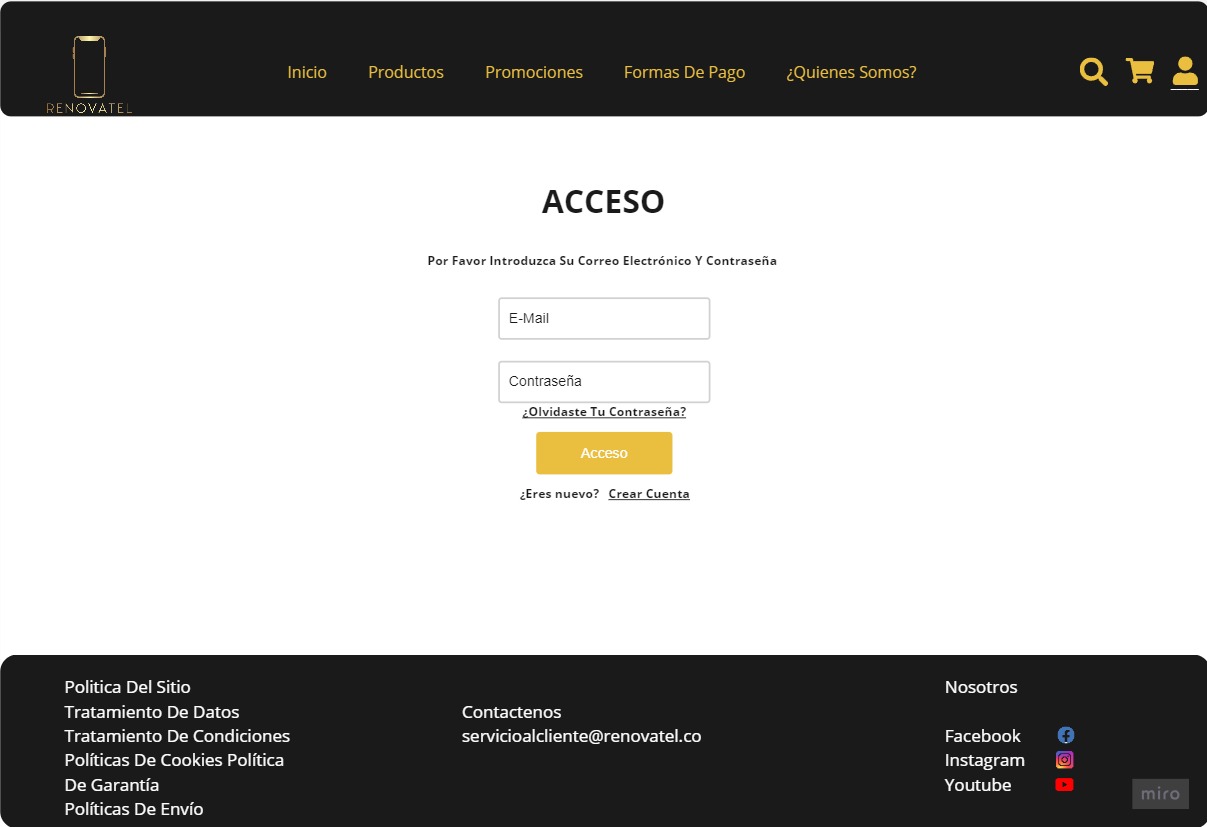 RENOVATEL
Inicio Productos Promociones Formas De Pago ¿Quienes Somos?
ACCESO
Por Favor Introduzca Su Correo Electrónico Y Contraseña
E-Mail
Contraseña
¿Olvidaste Tu Contraseña?
Acceso
¿Eres nuevo? Crear Cuenta
Politica Del Sitio
Tratamiento De Datos
Tratamiento De Condiciones
Políticas De Cookies Política
De Garantía
Políticas De Envío
Contactenos
servicioalcliente@renovatel.co
Nosotros
Facebook
Instagram
Youtube
miro